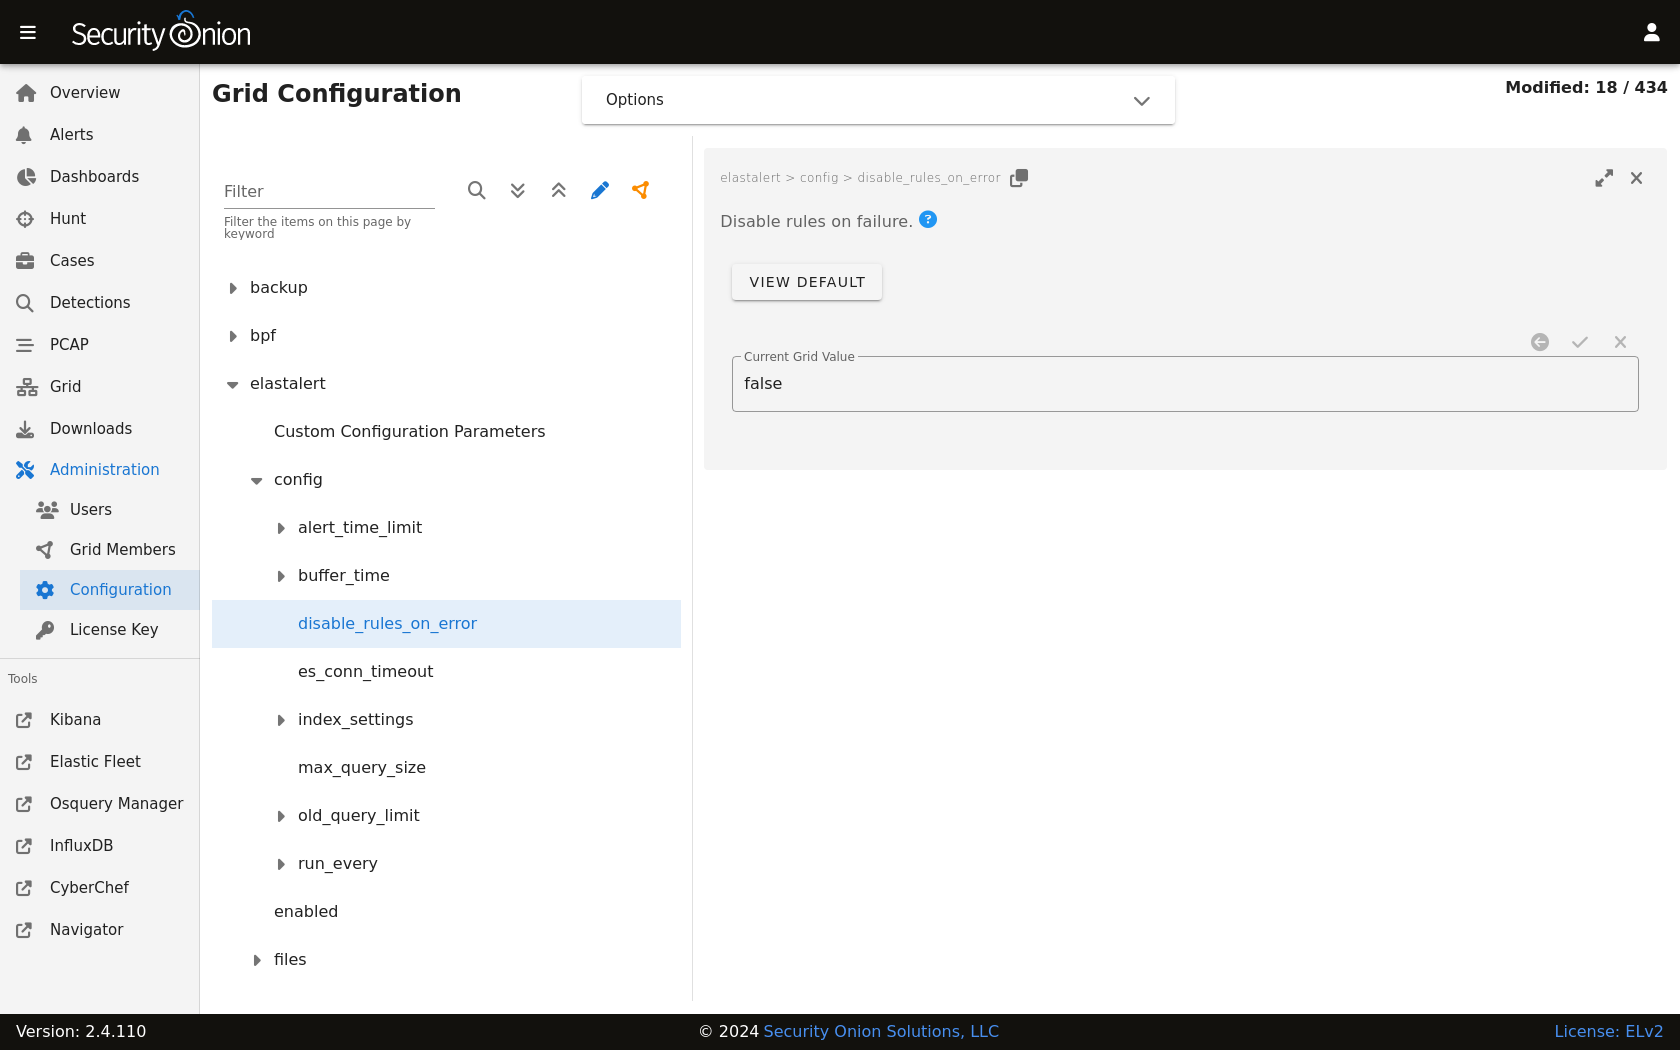 Security Onion
Overview
Alerts
Dashboards
Hunt
Cases
Detections
PCAP
Grid
Downloads
Administration
Users
Grid Members
Configuration
License Key
Tools
Kibana
Elastic Fleet
Osquery Manager
InfluxDB
CyberChef
Navigator
Grid Configuration
Options
Modified: 18 / 434
Filter
Filter the items on this page by
keyword
backup
bpf
elastalert
Custom Configuration Parameters
config
alert_time_limit
buffer_time
disable_rules_on_error
es_conn_timeout
index_settings
max_query_size
old_query_limit
run_every
enabled
files
elastalert > config > disable_rules_on_error
Disable rules on failure. ?
VIEW DEFAULT
Current Grid Value
false
Version: 2.4.110
© 2024 Security Onion Solutions, LLC
License: ELv2